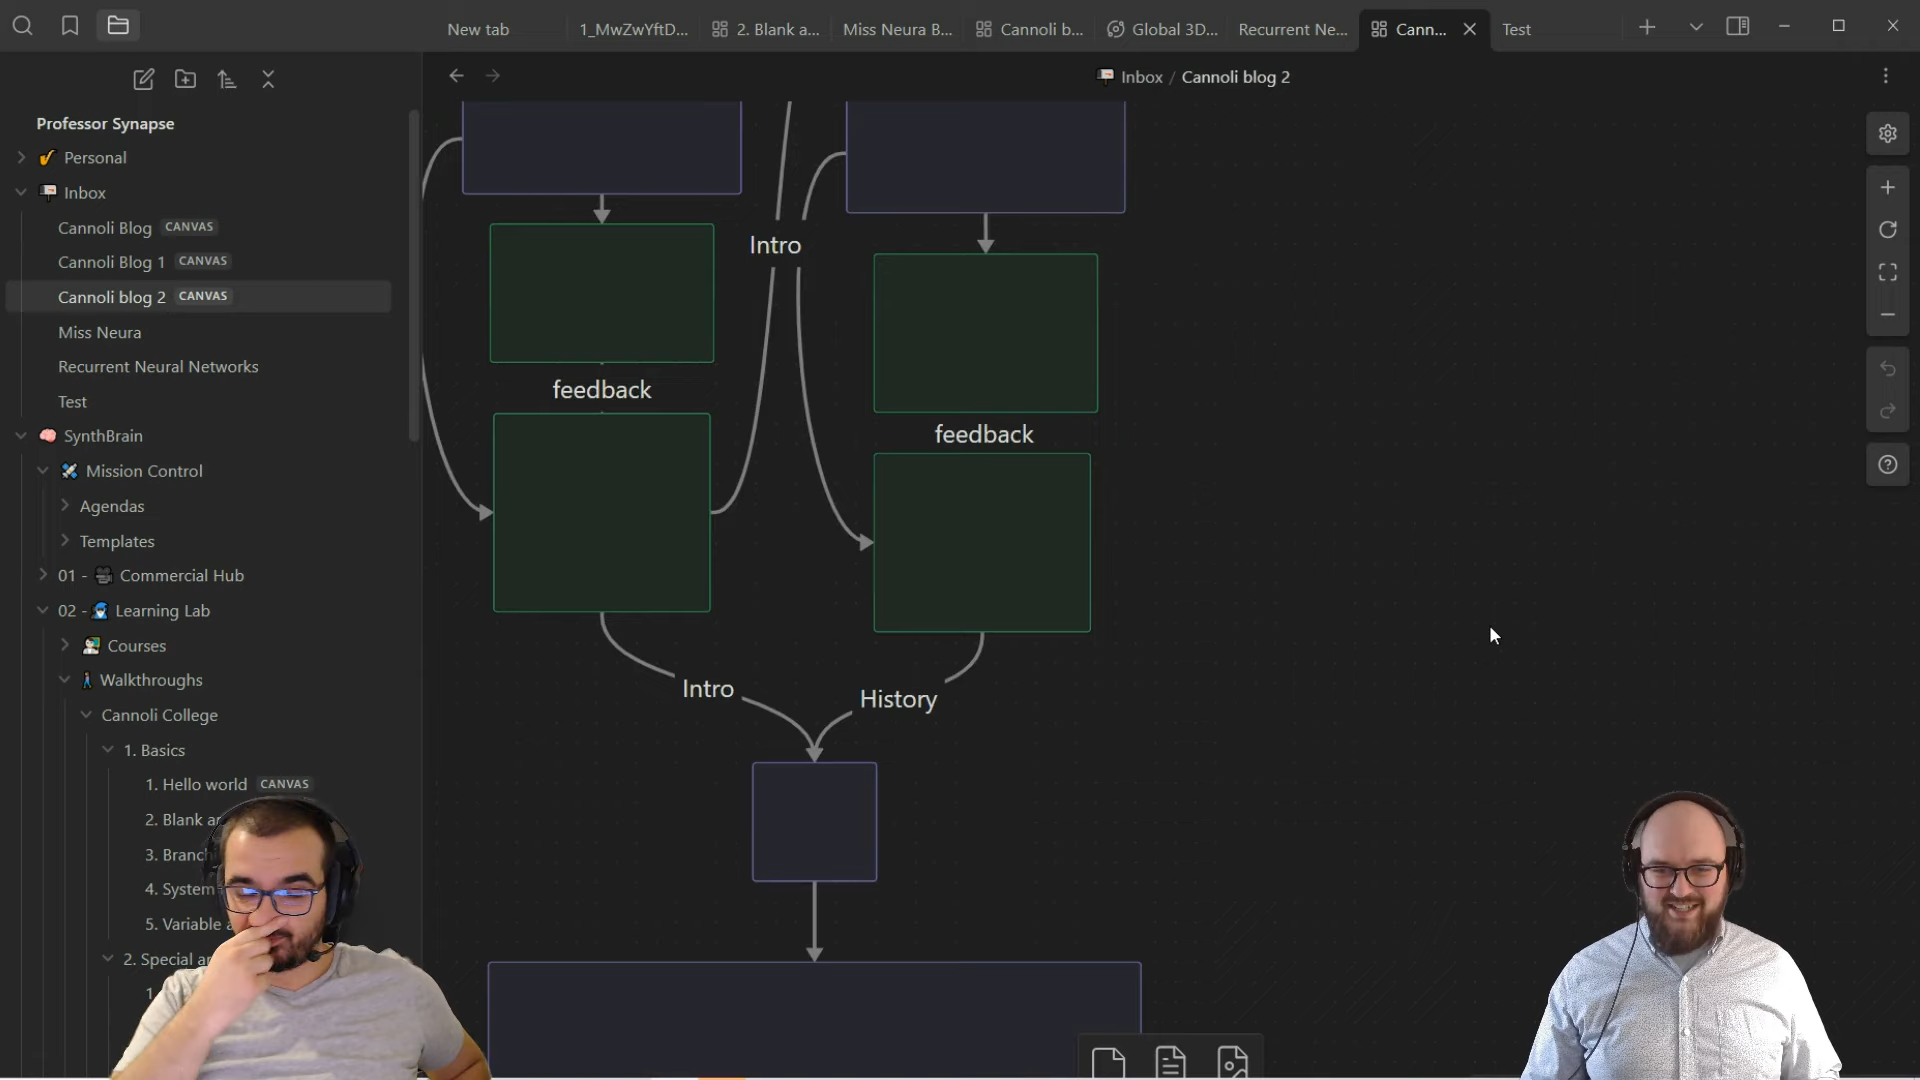 New tab
1_MwZwYftD...
2. Blank a...
Miss Neura B...
Cannoli b...
Global 3D...
Recurrent Ne...
Cann...
Test
Inbox / Cannoli blog 2
Professor Synapse
Personal
Inbox
Cannoli Blog CANVAS
Cannoli Blog 1 CANVAS
Cannoli blog 2 CANVAS
Miss Neura
Recurrent Neural Networks
Test
SynthBrain
Mission Control
Agendas
Templates
01 - Commercial Hub
02 - Learning Lab
Courses
Walkthroughs
Cannoli College
1. Basics
1. Hello world CANVAS
2. Blank a
3. Branch
4. System
5. Variable a
2. Special ar
1
Intro
feedback
feedback
Intro
History